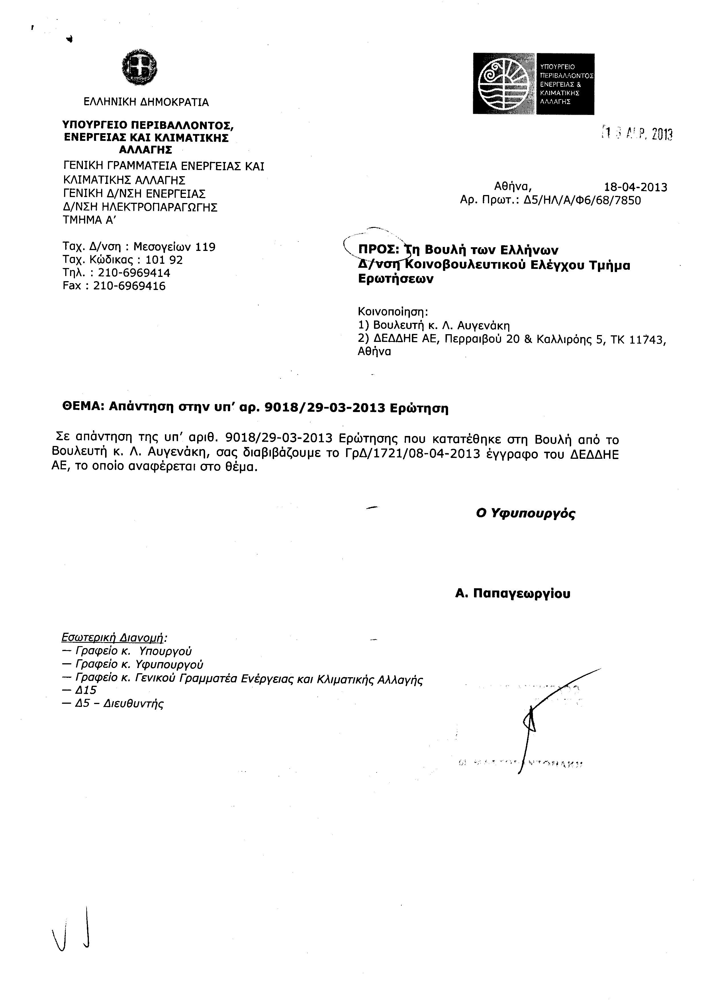 ΕΛΛΗΝΙΚΗ ΔΗΜΟΚΡΑΤΙΑ
ΥΠΟΥΡΓΕΙΟ ΠΕΡΙΒΑΛΛΟΝΤΟΣ,
ΕΝΕΡΓΕΙΑΣ ΚΑΙ ΚΛΙΜΑΤΙΚΗΣ
ΑΛΛΑΓΗΣ
ΓΕΝΙΚΗ ΓΡΑΜΜΑΤΕΙΑ ΕΝΕΡΓΕΙΑΣ ΚΑΙ
ΚΛΙΜΑΤΙΚΗΣ ΑΛΛΑΓΗΣ
ΓΕΝΙΚΗ Δ/ΝΣΗ ΕΝΕΡΓΕΙΑΣ
Δ/ΝΣΗ ΗΛΕΚΤΡΟΠΑΡΑΓΩΓΗΣ
ΤΜΗΜΑ Α’
Ταχ. Δ/νση : Μεσογείων 119
Ταχ. Κώδικας : 101 92
Τηλ. : 210-6969414
Fax : 210-6969416
ΥΠΟΥΡΓΕΙΟ
ΠΕΡΙΒΑΛΛΟΝΤΟΣ
ΕΝΕΡΓΕΙΑΣ &
ΚΛΙΜΑΤΙΚΗΣ
ΑΛΛΑΓΗΣ
2013
Αθήνα, 18-04-2013
Αρ. Πρωτ.: Δ5/ΗΛ/Α/Φ6/68/7850
ΠΡΟΣ: Τη Βουλή των Ελλήνων
Δ/νση Κοινοβουλευτικού Ελέγχου Τμήμα
Ερωτήσεων
Κοινοποίηση:
1) Βουλευτή κ. Λ. Αυγενάκη
2) ΔΕΔΔΗΕ ΑΕ, Περραιβού 20 & Καλλιρόης 5, ΤΚ 11743,
Αθήνα
ΘΕΜΑ: Απάντηση στην υπ’ αρ. 9018/29-03-2013 Ερώτηση
Σε απάντηση της υπ’ αριθ. 9018/29-03-2013 Ερώτησης που κατατέθηκε στη Βουλή από το
Βουλευτή κ. Λ. Αυγενάκη, σας διαβιβάζουμε το ΓρΔ/1721/08-04-2013 έγγραφο του ΔΕΔΔΗΕ
ΑΕ, το οποίο αναφέρεται στο θέμα.
Ο Υφυπουργός
Α. Παπαγεωργίου
Εσωτερική Διανομή:
— Γραφείο κ. Υπουργού
— Γραφείο κ. Υφυπουργού
— Γραφείο κ. Γενικού Γραμματέα Ενέργειας και Κλιματικής Αλλαγής
— Δ15
— Δ5 – Διευθυντής